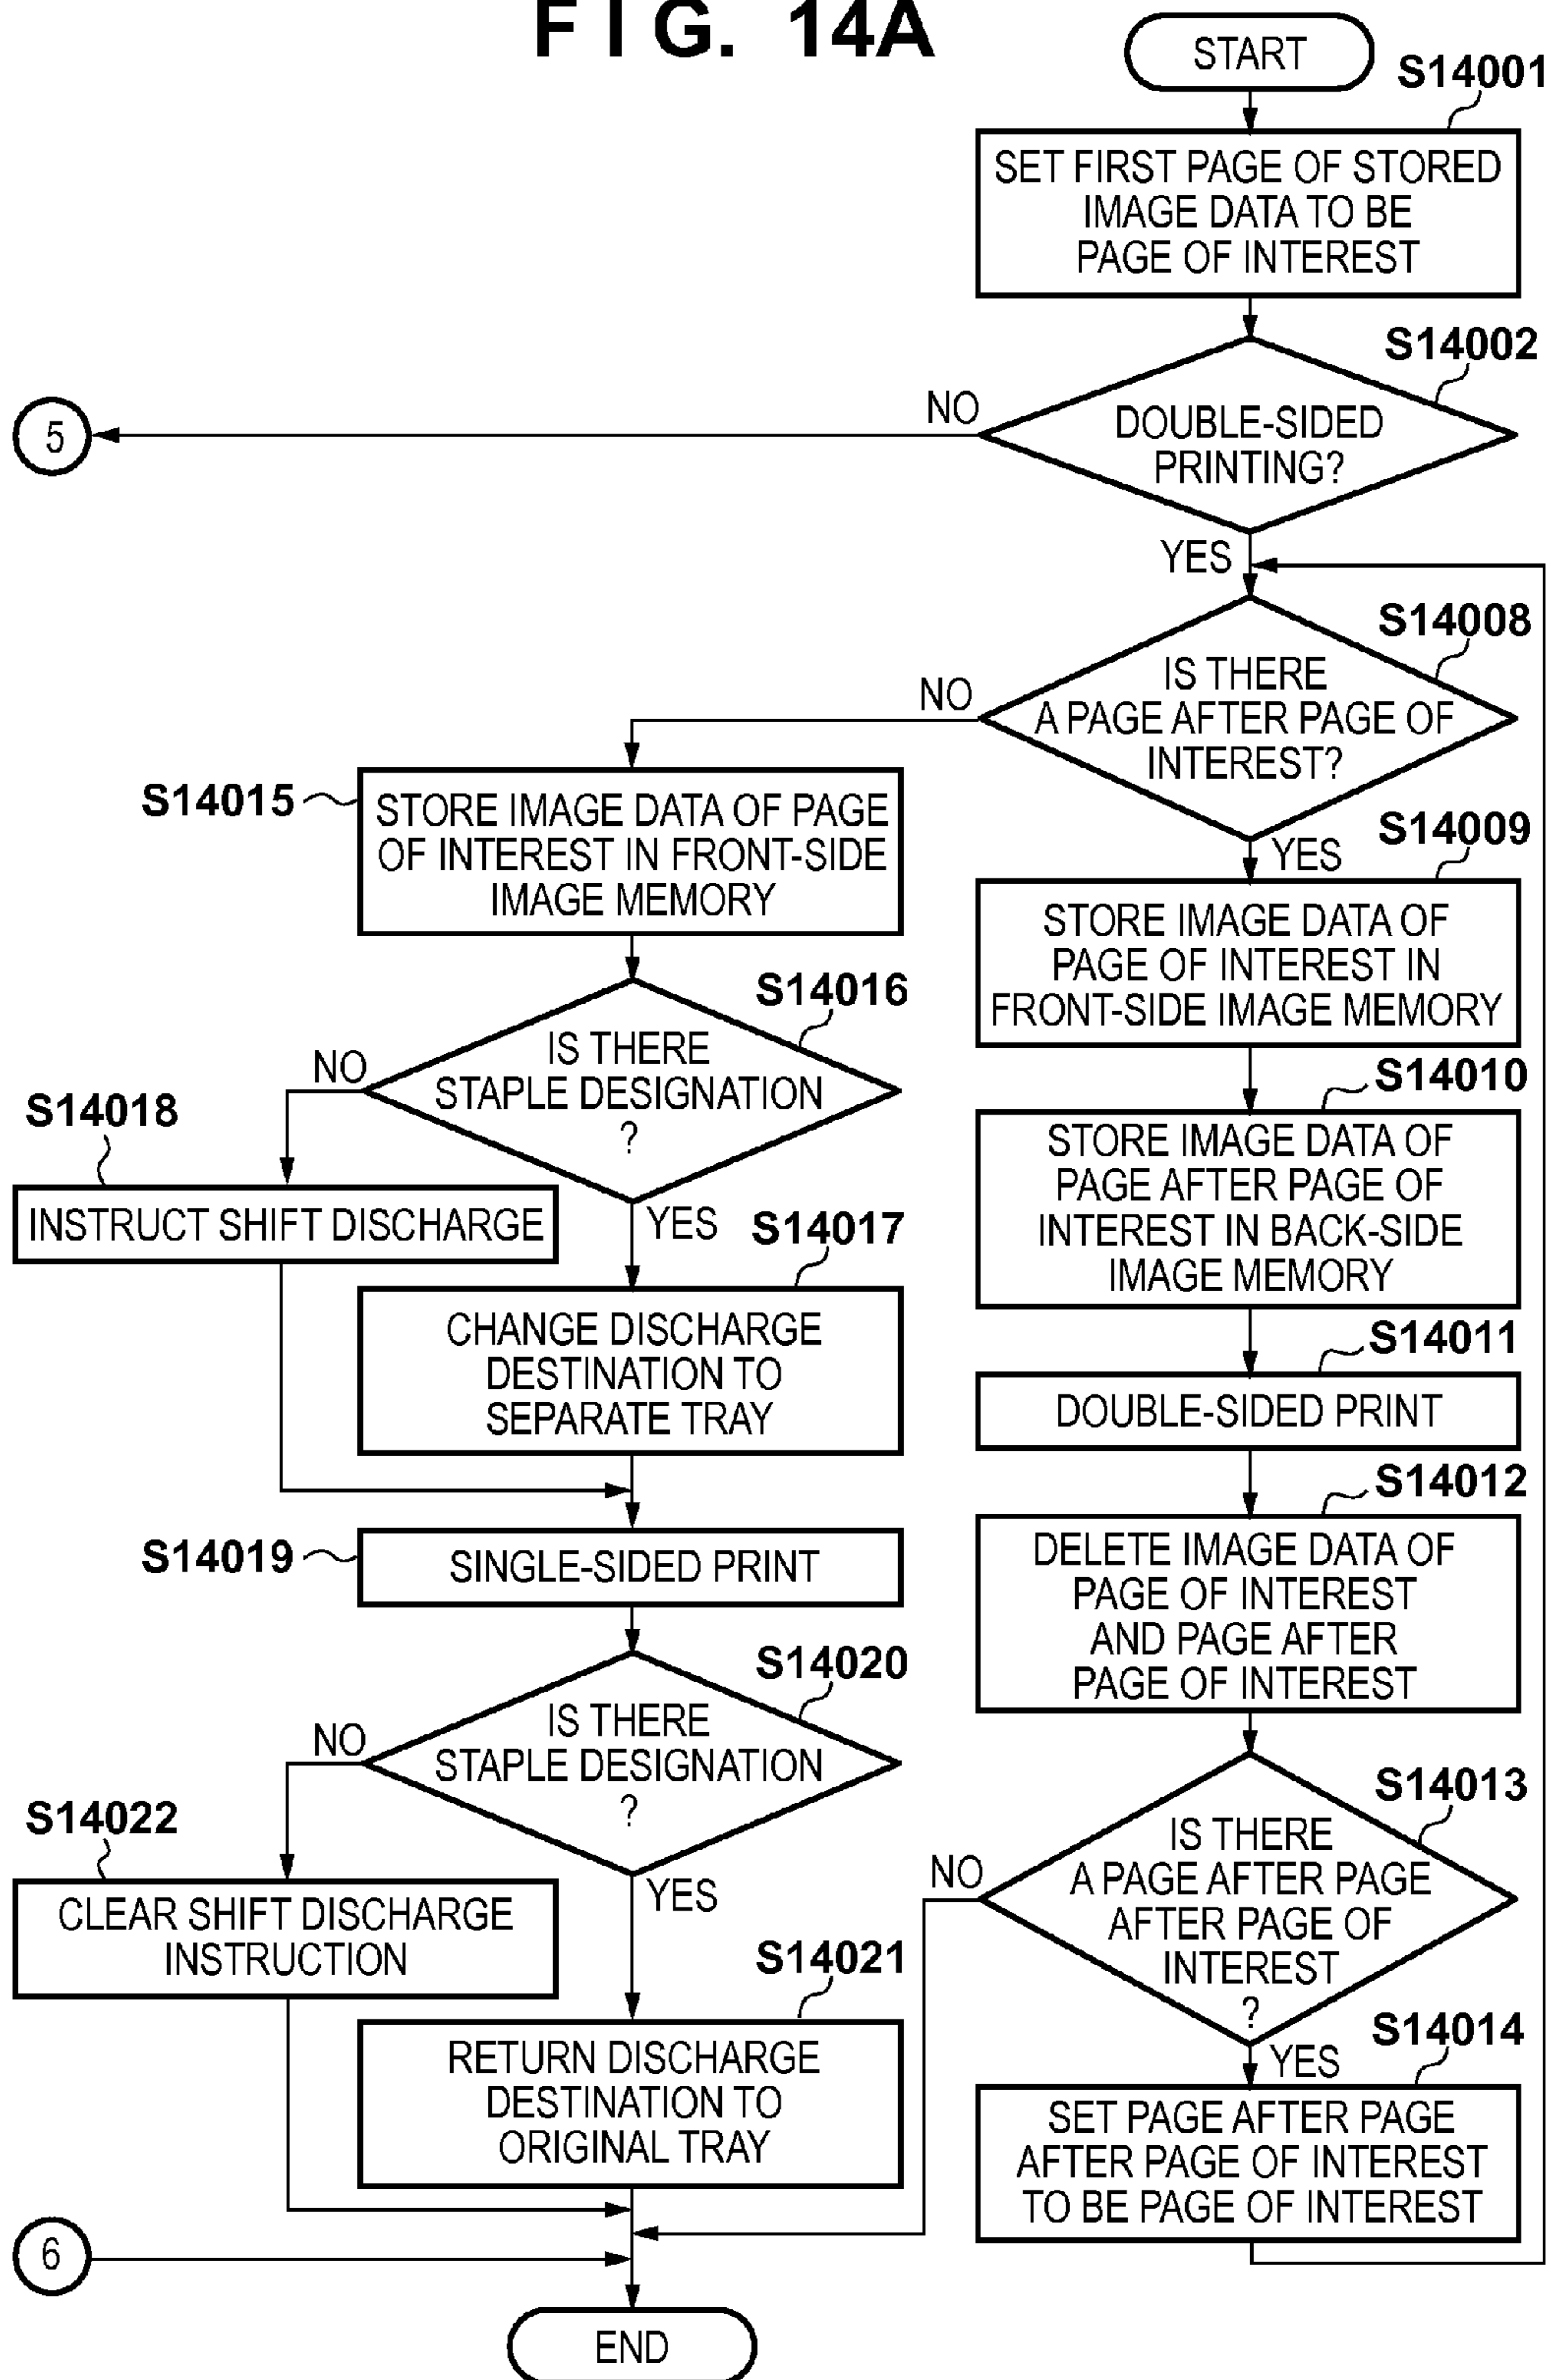 FIG. 14A
START
S14001
SET FIRST PAGE OF STORED
IMAGE DATA TO BE
PAGE OF INTEREST
S14002
NO
DOUBLE-SIDED
PRINTING?
5
YES
S14008
IS THERE
A PAGE AFTER PAGE OF
INTEREST?
NO
YES
S14015
STORE IMAGE DATA OF PAGE
OF INTEREST IN FRONT-SIDE
IMAGE MEMORY
S14009
STORE IMAGE DATA OF
PAGE OF INTEREST IN
FRONT-SIDE IMAGE MEMORY
S14016
IS THERE
STAPLE DESIGNATION
?
NO
YES
S14010
STORE IMAGE DATA OF
PAGE AFTER PAGE OF
INTEREST IN BACK-SIDE
IMAGE MEMORY
S14018
INSTRUCT SHIFT DISCHARGE
S14017
CHANGE DISCHARGE
DESTINATION TO
SEPARATE TRAY
S14011
DOUBLE-SIDED PRINT
S14012
DELETE IMAGE DATA OF
PAGE OF INTEREST
AND PAGE AFTER
PAGE OF INTEREST
S14019
SINGLE-SIDED PRINT
S14020
IS THERE
STAPLE DESIGNATION
?
NO
YES
S14013
IS THERE
A PAGE AFTER PAGE
AFTER PAGE OF
INTEREST
?
NO
YES
S14022
CLEAR SHIFT DISCHARGE
INSTRUCTION
S14021
RETURN DISCHARGE
DESTINATION TO
ORIGINAL TRAY
S14014
SET PAGE AFTER PAGE
AFTER PAGE OF INTEREST
TO BE PAGE OF INTEREST
6
END